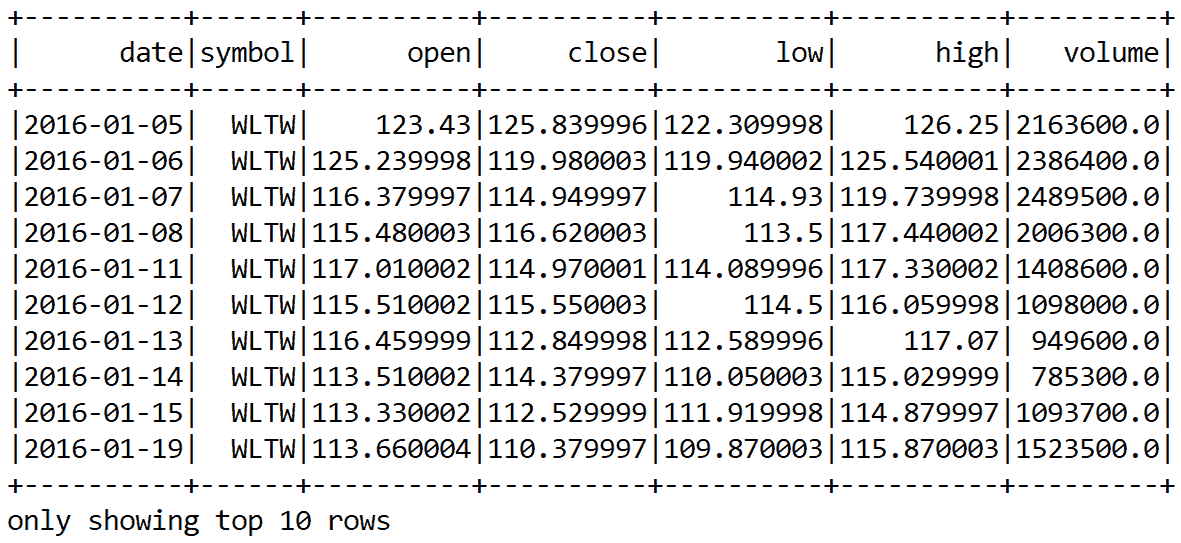 +----------+------+----------+----------+----------+----------+---------+
|      date|symbol|      open|     close|       low|      high|   volume|
+----------+------+----------+----------+----------+----------+---------+
|2016-01-05|  WLTW|    123.43|125.839996|122.309998|    126.25|2163600.0|
|2016-01-06|  WLTW|125.239998|119.980003|119.940002|125.540001|2386400.0|
|2016-01-07|  WLTW|116.379997|114.949997|    114.93|119.739998|2489500.0|
|2016-01-08|  WLTW|115.480003|116.620003|     113.5|117.440002|2006300.0|
|2016-01-11|  WLTW|117.010002|114.970001|114.089996|117.330002|1408600.0|
|2016-01-12|  WLTW|115.510002|115.550003|     114.5|116.059998|1098000.0|
|2016-01-13|  WLTW|116.459999|112.849998|112.589996|    117.07| 949600.0|
|2016-01-14|  WLTW|113.510002|114.379997|110.050003|115.029999| 785300.0|
|2016-01-15|  WLTW|113.330002|112.529999|111.919998|114.879997|1093700.0|
|2016-01-19|  WLTW|113.660004|110.379997|109.870003|115.870003|1523500.0|
+----------+------+----------+----------+----------+----------+---------+
only showing top 10 rows